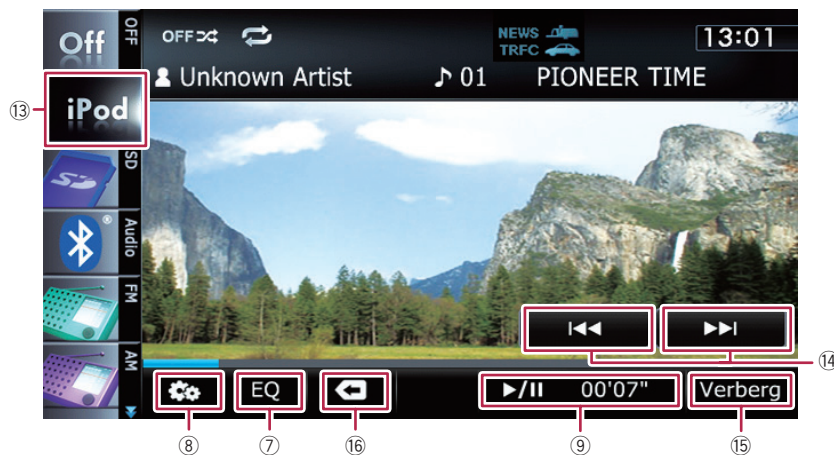 Off OFF OFF NEWS TRFC 13:01
Unknown Artist 01 PIONEER TIME
⑬ iPod
SD SD
® Audio
FM
AM
⑭
EQ 00'07" Verberg
⑧ ⑦ ⑯ ⑨ ⑮